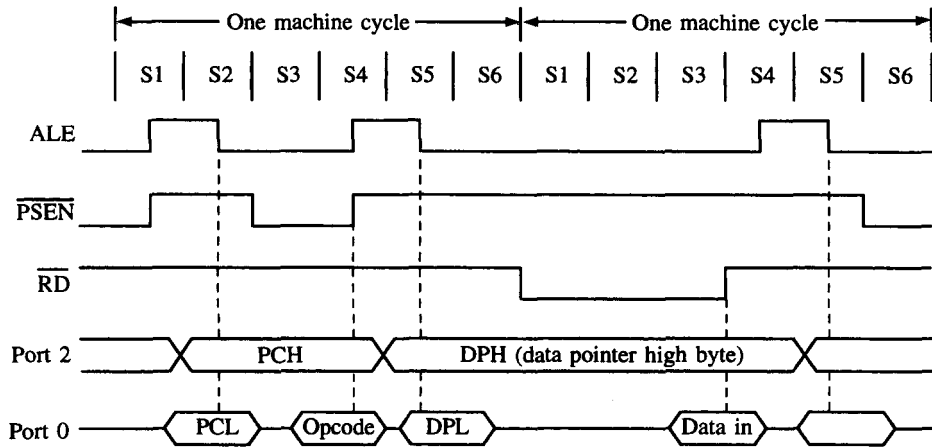 One machine cycle One machine cycle
S1 S2 S3 S4 S5 S6 S1 S2 S3 S4 S5 S6
ALE
PSEN
RD
Port 2 PCH DPH (data pointer high byte)
Port 0 PCL Opcode DPL Data in